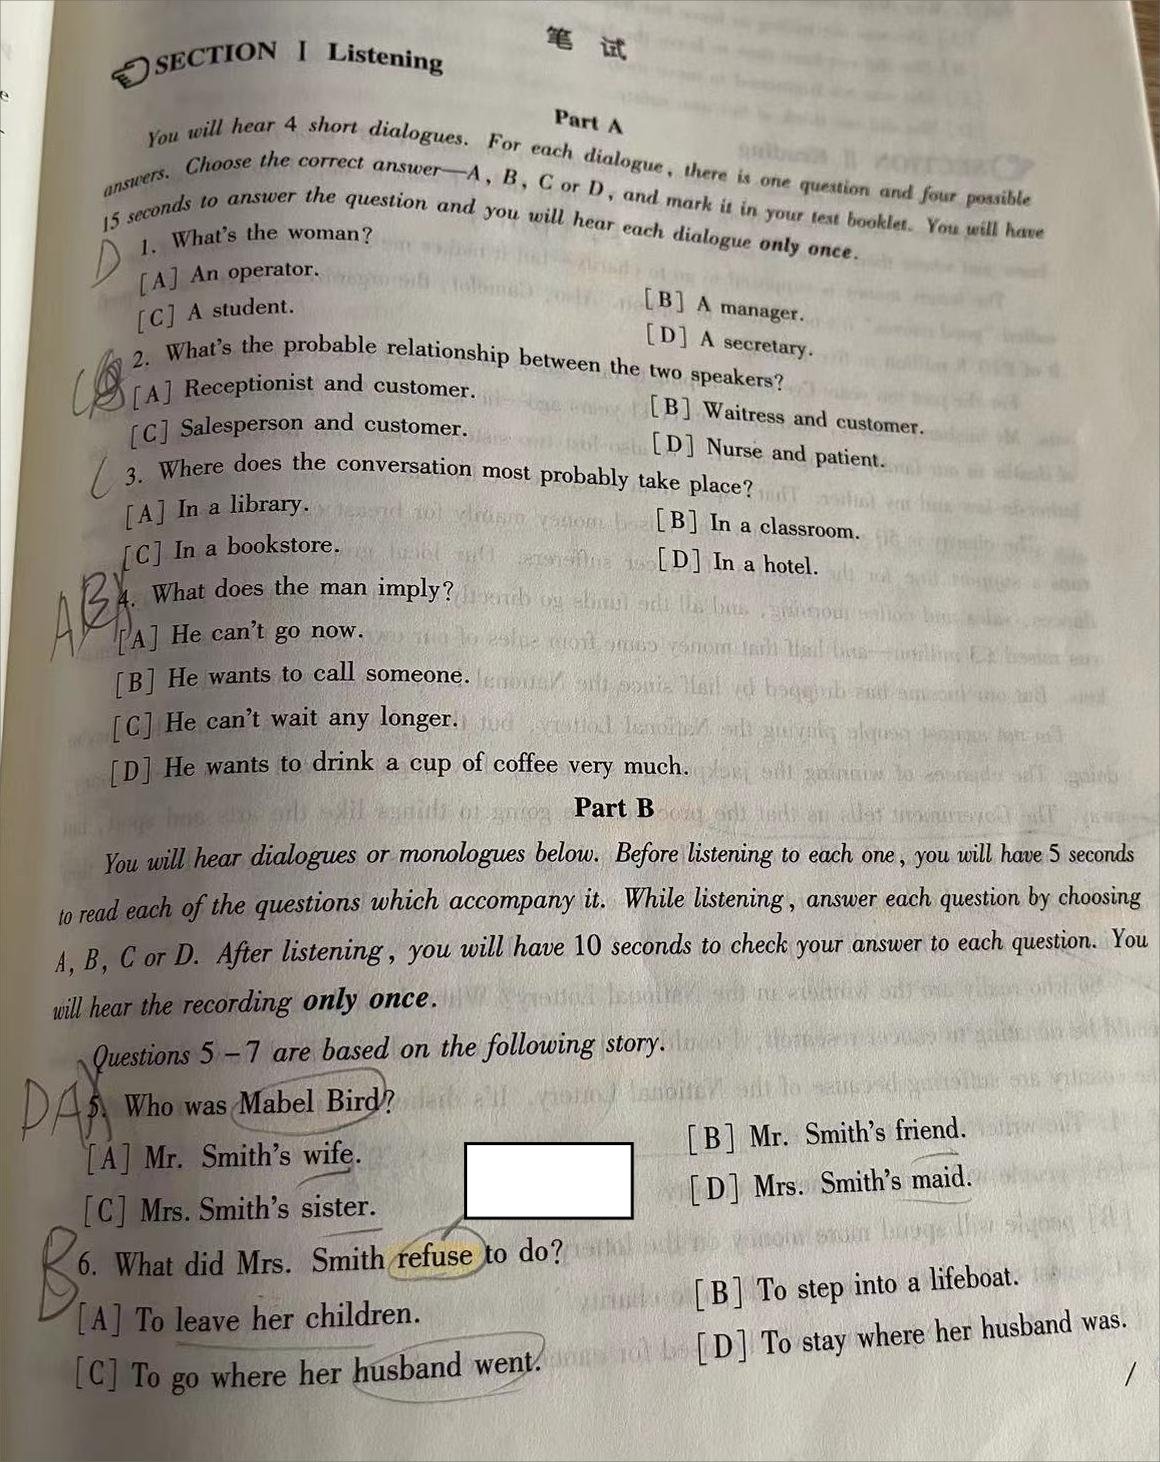 笔 试
SECTION I Listening
Part A
You will hear 4 short dialogues. For each dialogue, there is one question and four possible
answers. Choose the correct answer—A, B, C or D, and mark it in your test booklet. You will have
15 seconds to answer the question and you will hear each dialogue only once.
D 1. What's the woman?
[A] An operator.
[B] A manager.
[C] A student.
[D] A secretary.
2. What's the probable relationship between the two speakers?
[A] Receptionist and customer.
[B] Waitress and customer.
[C] Salesperson and customer.
[D] Nurse and patient.
C 3. Where does the conversation most probably take place?
[A] In a library.
[B] In a classroom.
[C] In a bookstore.
[D] In a hotel.
A B 4. What does the man imply?
[A] He can't go now.
[B] He wants to call someone.
[C] He can't wait any longer.
[D] He wants to drink a cup of coffee very much.
Part B
You will hear dialogues or monologues below. Before listening to each one, you will have 5 seconds
to read each of the questions which accompany it. While listening, answer each question by choosing
A, B, C or D. After listening, you will have 10 seconds to check your answer to each question. You
will hear the recording only once.
Questions 5-7 are based on the following story.
D A 5. Who was Mabel Bird?
[A] Mr. Smith's wife.
[B] Mr. Smith's friend.
[C] Mrs. Smith's sister.
[D] Mrs. Smith's maid.
B 6. What did Mrs. Smith refuse to do?
[A] To leave her children.
[B] To step into a lifeboat.
[C] To go where her husband went.
[D] To stay where her husband was.